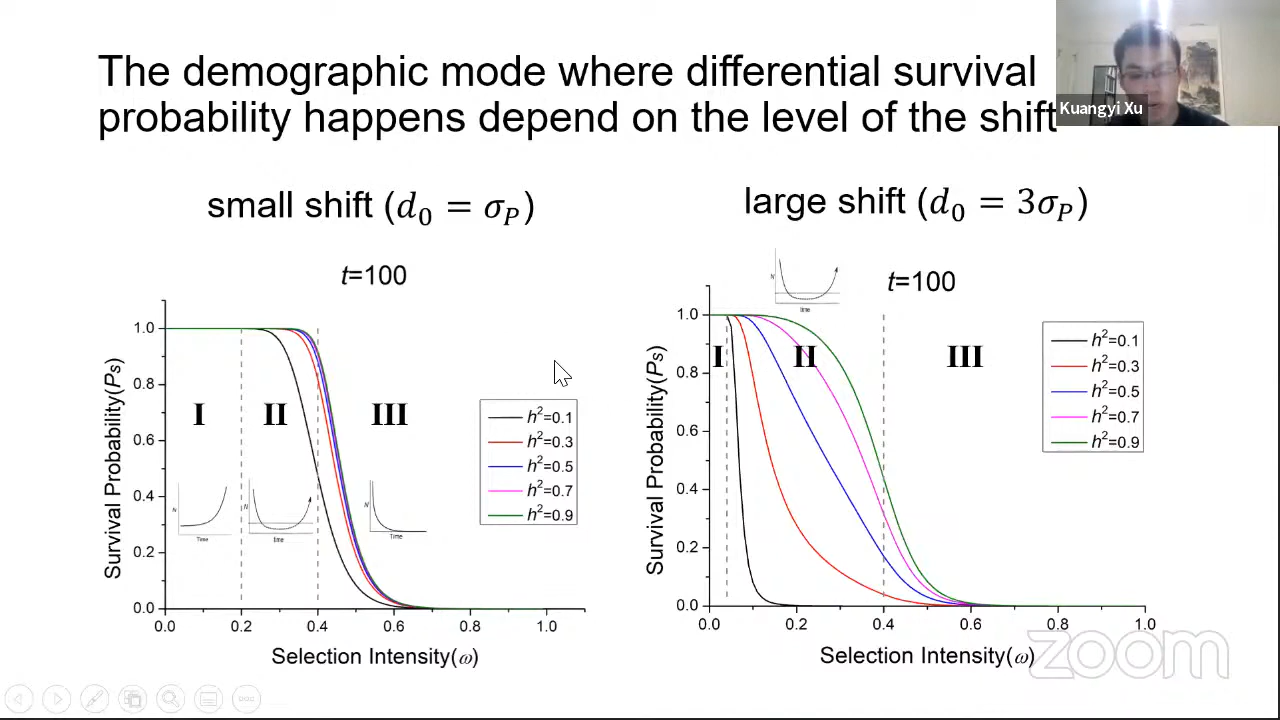 The demographic mode where differential survival
probability happens depend on the level of the shift
Kuangyi Xu
small shift (d₀ = σ_P)
large shift (d₀ = 3σ_P)
t=100
Survival Probability(Ps)
1.0
0.8
0.6
0.4
0.2
0.0
I
II
III
N
Time
N
time
N
Time
h²=0.1
h²=0.3
h²=0.5
h²=0.7
h²=0.9
0.0 0.2 0.4 0.6 0.8 1.0
Selection Intensity(ω)
N
time
t=100
Survival Probability(Ps)
1.0
0.8
0.6
0.4
0.2
0.0
I
II
III
h²=0.1
h²=0.3
h²=0.5
h²=0.7
h²=0.9
0.0 0.2 0.4 0.6 0.8 1.0
Selection Intensity(ω)
zoom